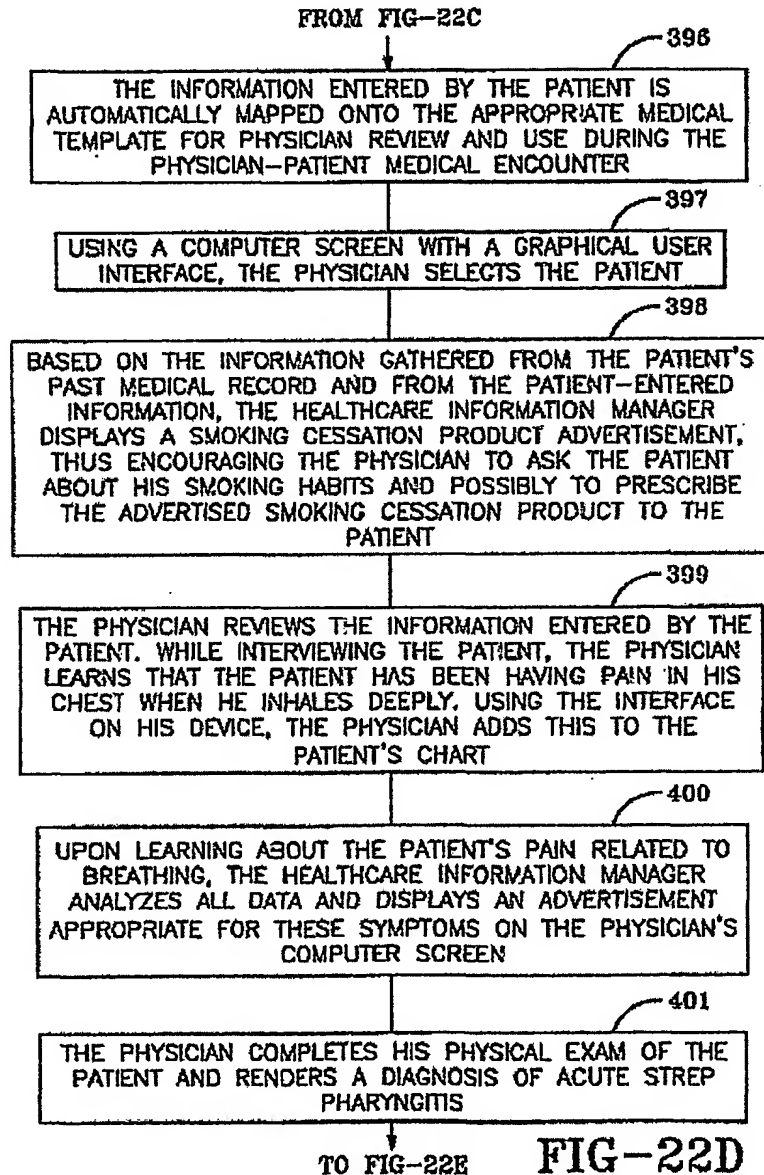 FROM FIG-22C
396
THE INFORMATION ENTERED BY THE PATIENT IS
AUTOMATICALLY MAPPED ONTO THE APPROPRIATE MEDICAL
TEMPLATE FOR PHYSICIAN REVIEW AND USE DURING THE
PHYSICIAN-PATIENT MEDICAL ENCOUNTER
397
USING A COMPUTER SCREEN WITH A GRAPHICAL USER
INTERFACE, THE PHYSICIAN SELECTS THE PATIENT
398
BASED ON THE INFORMATION GATHERED FROM THE PATIENT'S
PAST MEDICAL RECORD AND FROM THE PATIENT-ENTERED
INFORMATION, THE HEALTHCARE INFORMATION MANAGER
DISPLAYS A SMOKING CESSATION PRODUCT ADVERTISEMENT,
THUS ENCOURAGING THE PHYSICIAN TO ASK THE PATIENT
ABOUT HIS SMOKING HABITS AND POSSIBLY TO PRESCRIBE
THE ADVERTISED SMOKING CESSATION PRODUCT TO THE
PATIENT
399
THE PHYSICIAN REVIEWS THE INFORMATION ENTERED BY THE
PATIENT. WHILE INTERVIEWING THE PATIENT, THE PHYSICIAN
LEARNS THAT THE PATIENT HAS BEEN HAVING PAIN IN HIS
CHEST WHEN HE INHALES DEEPLY. USING THE INTERFACE
ON HIS DEVICE, THE PHYSICIAN ADDS THIS TO THE
PATIENT'S CHART
400
UPON LEARNING ABOUT THE PATIENT'S PAIN RELATED TO
BREATHING, THE HEALTHCARE INFORMATION MANAGER
ANALYZES ALL DATA AND DISPLAYS AN ADVERTISEMENT
APPROPRIATE FOR THESE SYMPTOMS ON THE PHYSICIAN'S
COMPUTER SCREEN
401
THE PHYSICIAN COMPLETES HIS PHYSICAL EXAM OF THE
PATIENT AND RENDERS A DIAGNOSIS OF ACUTE STREP
PHARYNGITIS
TO FIG-22E
FIG-22D